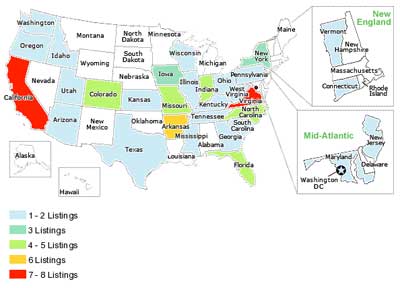 Washington
Oregon
Idaho
Montana
North
Dakota
Minnesota
South
Dakota
Wyoming
Nebraska
Nevada
California
Utah
Colorado
Kansas
Arizona
New
Mexico
Texas
Wisconsin
Iowa
Missouri
Arkansas
Louisiana
Michigan
Illinois
Indiana
Ohio
Kentucky
Tennessee
Mississippi
Alabama
Georgia
Florida
South
Carolina
North
Carolina
West
Virginia
Virginia
Pennsylvania
New
York
Maine
Alaska
Hawaii
New
England
Vermont
New
Hampshire
Massachusetts
Connecticut
Rhode
Island
Mid-Atlantic
New
Jersey
Maryland
Delaware
Washington
DC
1 - 2 Listings
3 Listings
4 - 5 Listings
6 Listings
7 - 8 Listings